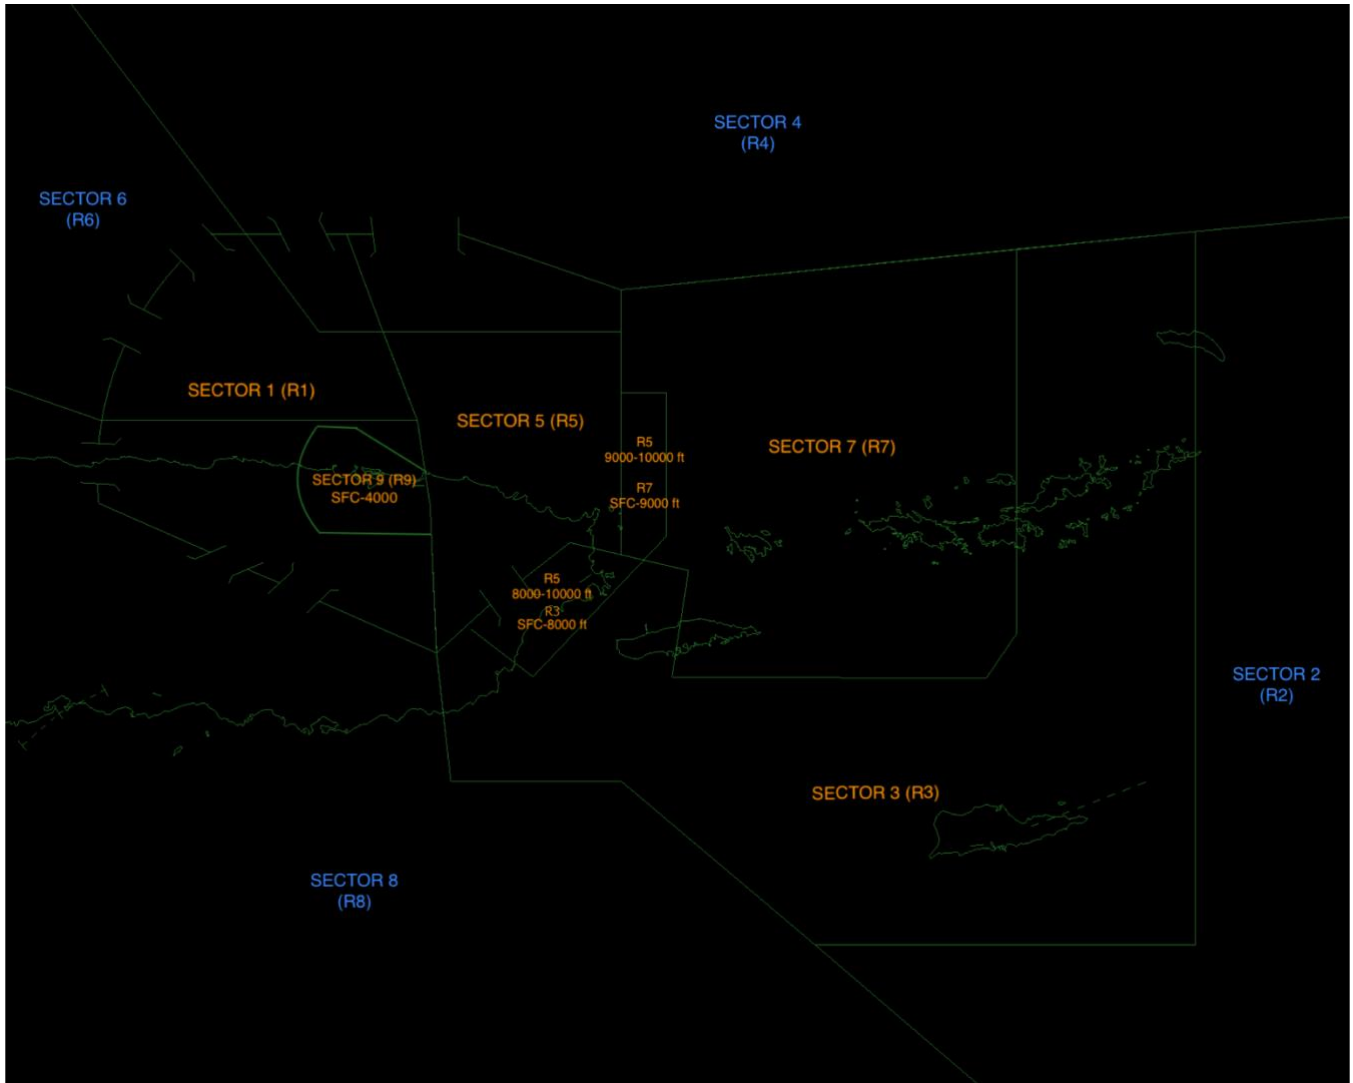 SECTOR 4
(R4)
SECTOR 6
(R6)
SECTOR 1 (R1)
SECTOR 5 (R5)
R5
9000-10000 ft
R7
SFC-9000 ft
SECTOR 7 (R7)
SECTOR 9 (R9)
SFC-4000
R5
8000-10000 ft
R3
SFC-8000 ft
SECTOR 2
(R2)
SECTOR 3 (R3)
SECTOR 8
(R8)